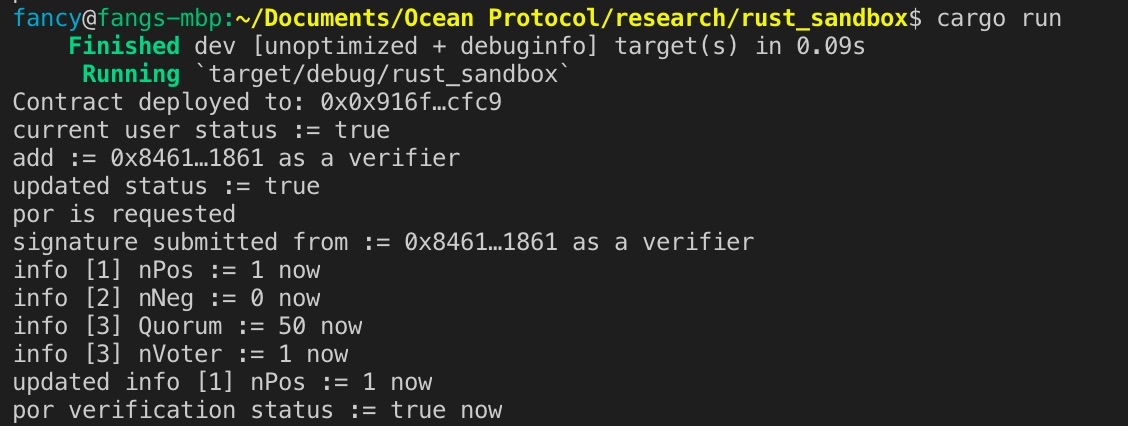 fancy@fangs-mbp:~/Documents/Ocean Protocol/research/rust_sandbox$ cargo run
Finished dev [unoptimized + debuginfo] target(s) in 0.09s
Running `target/debug/rust_sandbox`
Contract deployed to: 0x0x916f…cfc9
current user status := true
add := 0x8461…1861 as a verifier
updated status := true
por is requested
signature submitted from := 0x8461…1861 as a verifier
info [1] nPos := 1 now
info [2] nNeg := 0 now
info [3] Quorum := 50 now
info [3] nVoter := 1 now
updated info [1] nPos := 1 now
por verification status := true now